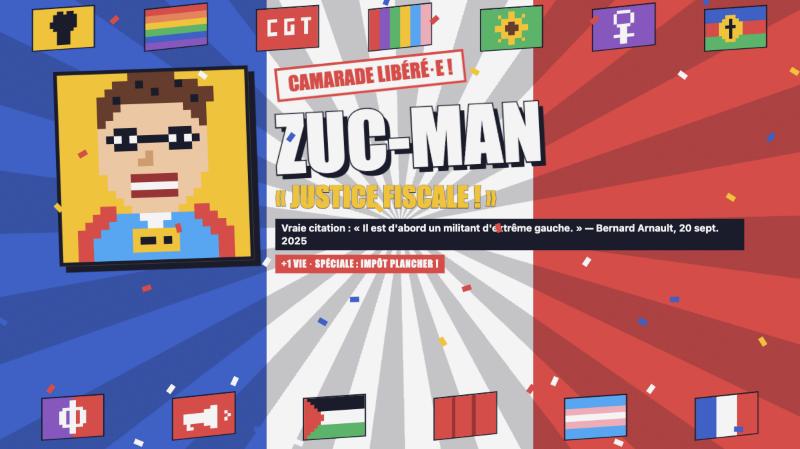 CGT
CAMARADE LIBÉRÉ·E !
ZUC-MAN
« JUSTICE FISCALE ! »
Vraie citation : « Il est d'abord un militant d'extrême gauche. » — Bernard Arnault, 20 sept.
2025
+1 VIE · SPÉCIALE : IMPÔT PLANCHER !